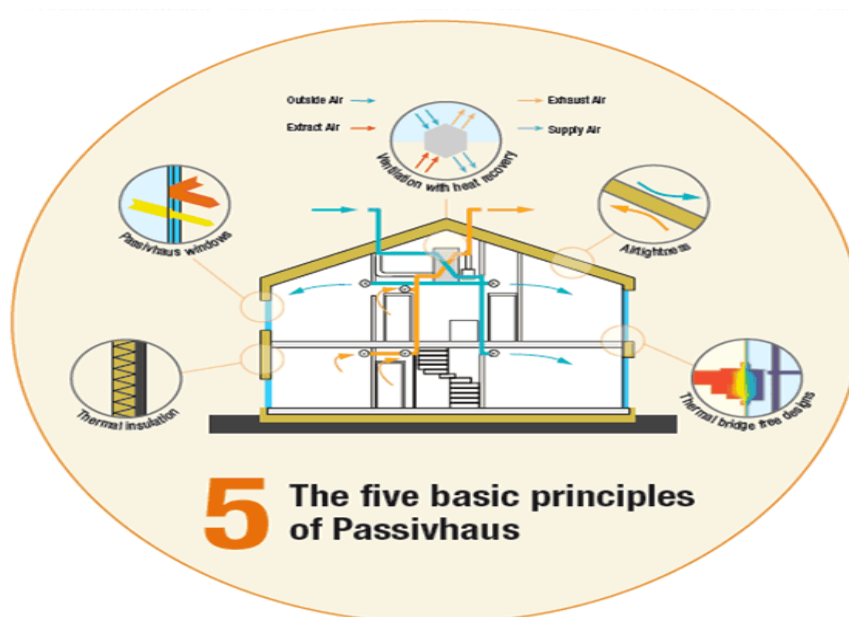 Outside Air
Exhaust Air
Extract Air
Supply Air
Ventilation with heat recovery
Passivhaus windows
Airtightness
Thermal insulation
Thermal bridge free designs
5
The five basic principles
of Passivhaus